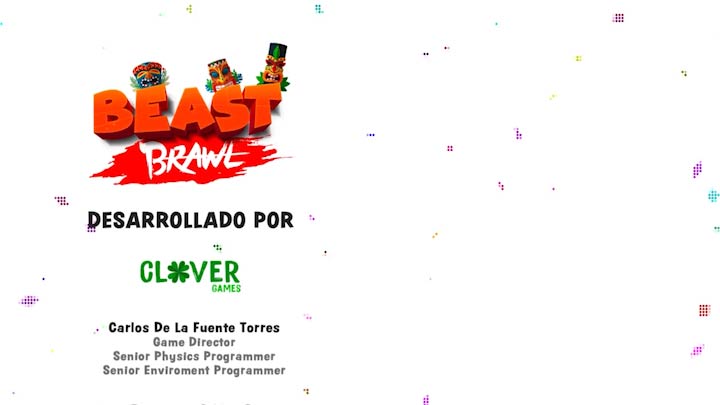 BEAST
BRAWL
DESARROLLADO POR
CLOVER
GAMES
Carlos De La Fuente Torres
Game Director
Senior Physics Programmer
Senior Enviroment Programmer